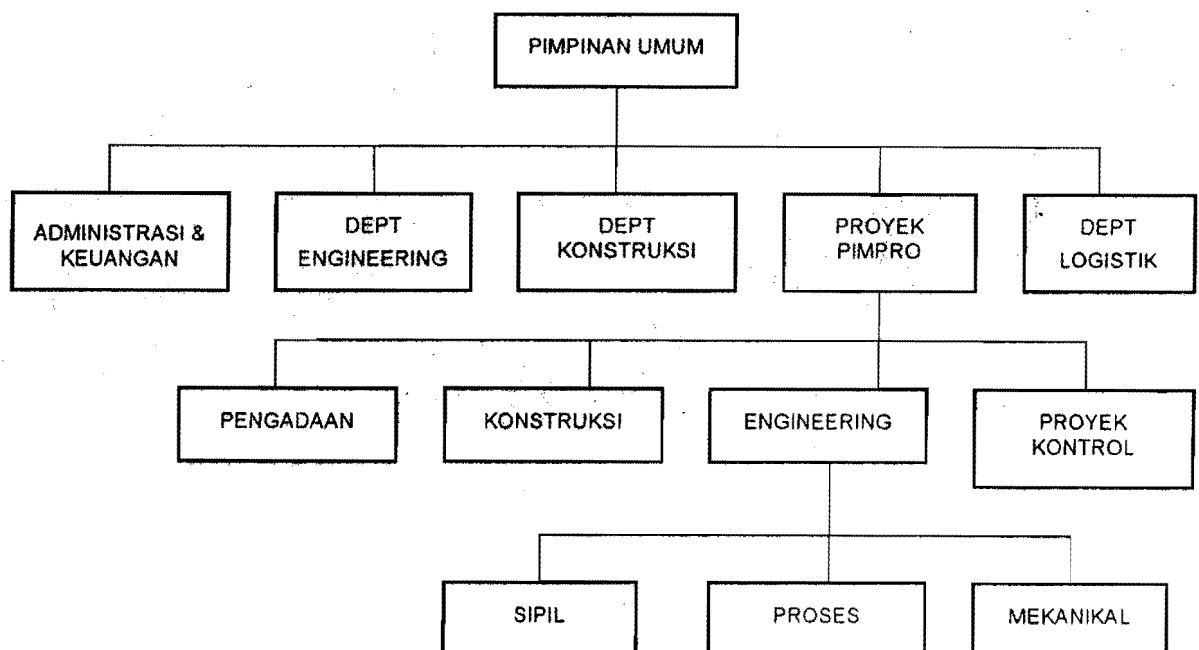 PIMPINAN UMUM
ADMINISTRASI &
KEUANGAN
DEPT
ENGINEERING
DEPT
KONSTRUKSI
PROYEK
PIMPRO
DEPT
LOGISTIK
PENGADAAN
KONSTRUKSI
ENGINEERING
PROYEK
KONTROL
SIPIL
PROSES
MEKANIKAL